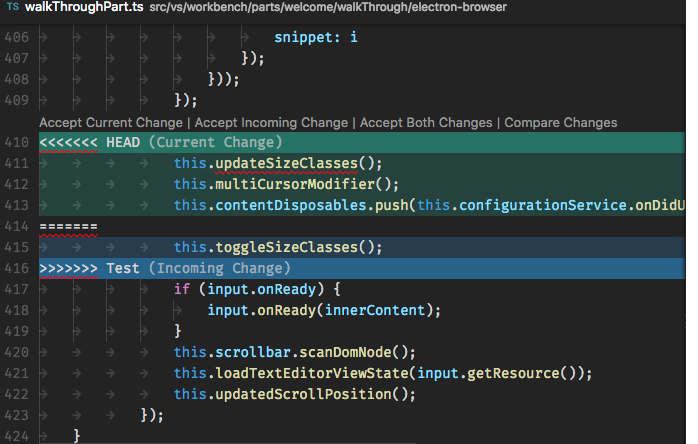 TS walkThroughPart.ts src/vs/workbench/parts/welcome/walkThrough/electron-browser
406 snippet: i
407 });
408 }));
409 });
Accept Current Change | Accept Incoming Change | Accept Both Changes | Compare Changes
410 <<<<<<< HEAD (Current Change)
411 this.updateSizeClasses();
412 this.multiCursorModifier();
413 this.contentDisposables.push(this.configurationService.onDidU
414 =======
415 this.toggleSizeClasses();
416 >>>>>>> Test (Incoming Change)
417 if (input.onReady) {
418 input.onReady(innerContent);
419 }
420 this.scrollbar.scanDomNode();
421 this.loadTextEditorViewState(input.getResource());
422 this.updatedScrollPosition();
423 });
424 }